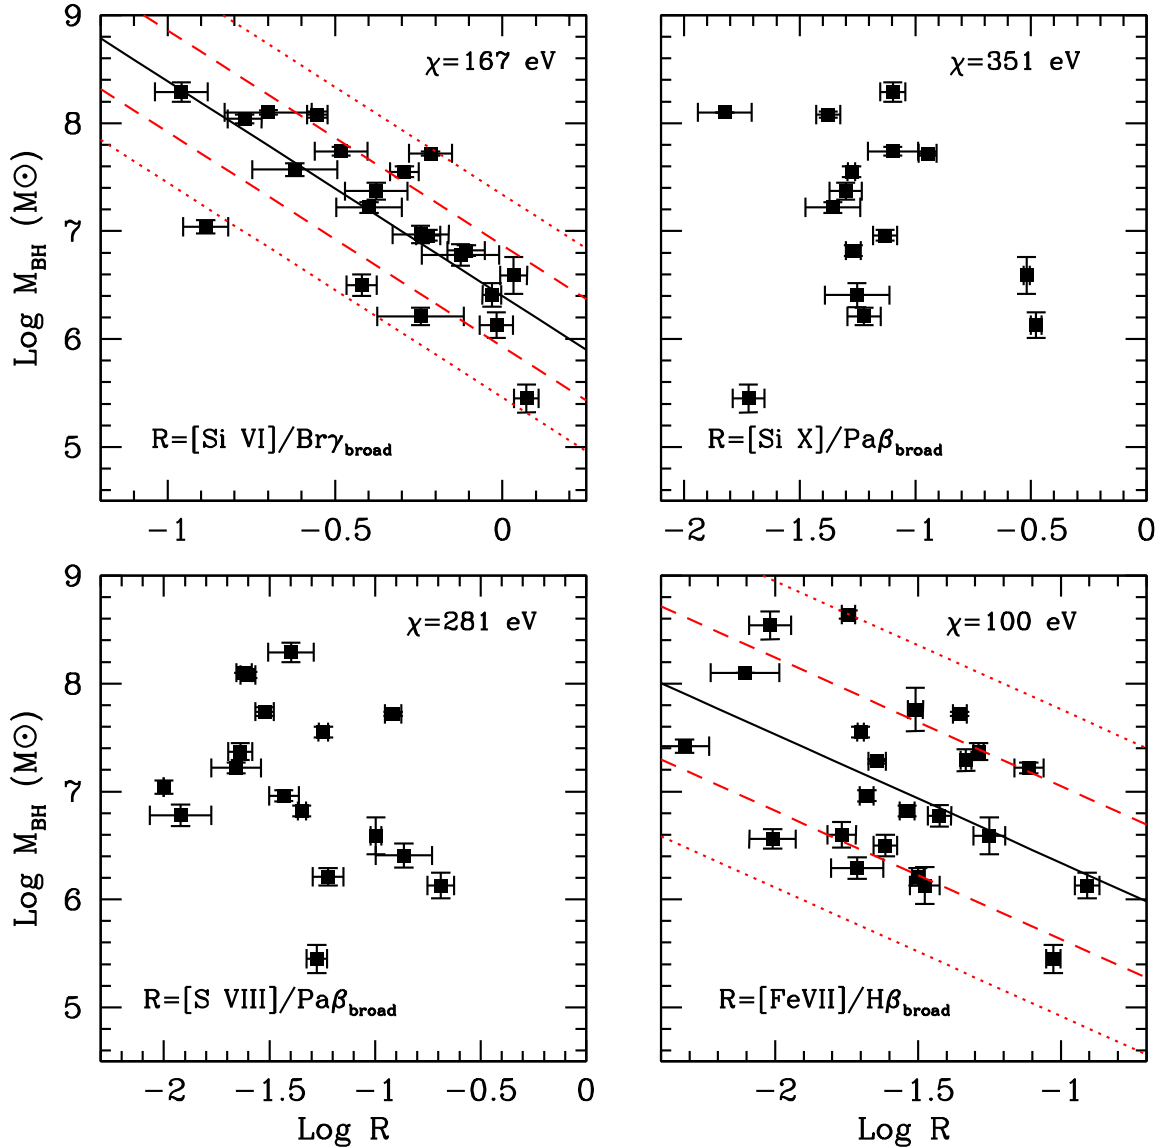 9
8
7
6
5
Log M_BH (M⊙)
χ=167 eV
R=[Si VI]/Brγ_broad
−1 −0.5 0
χ=351 eV
R=[Si X]/Paβ_broad
−2 −1.5 −1 −0.5 0
9
8
7
6
5
Log M_BH (M⊙)
χ=281 eV
R=[S VIII]/Paβ_broad
−2 −1.5 −1 −0.5 0
Log R
χ=100 eV
R=[FeVII]/Hβ_broad
−2 −1.5 −1
Log R